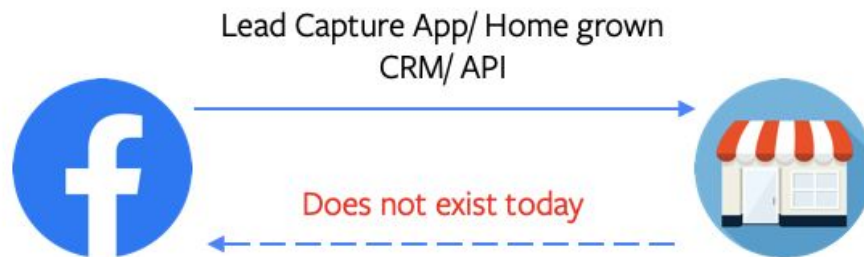 Lead Capture App/ Home grown
CRM/ API
f
Does not exist today